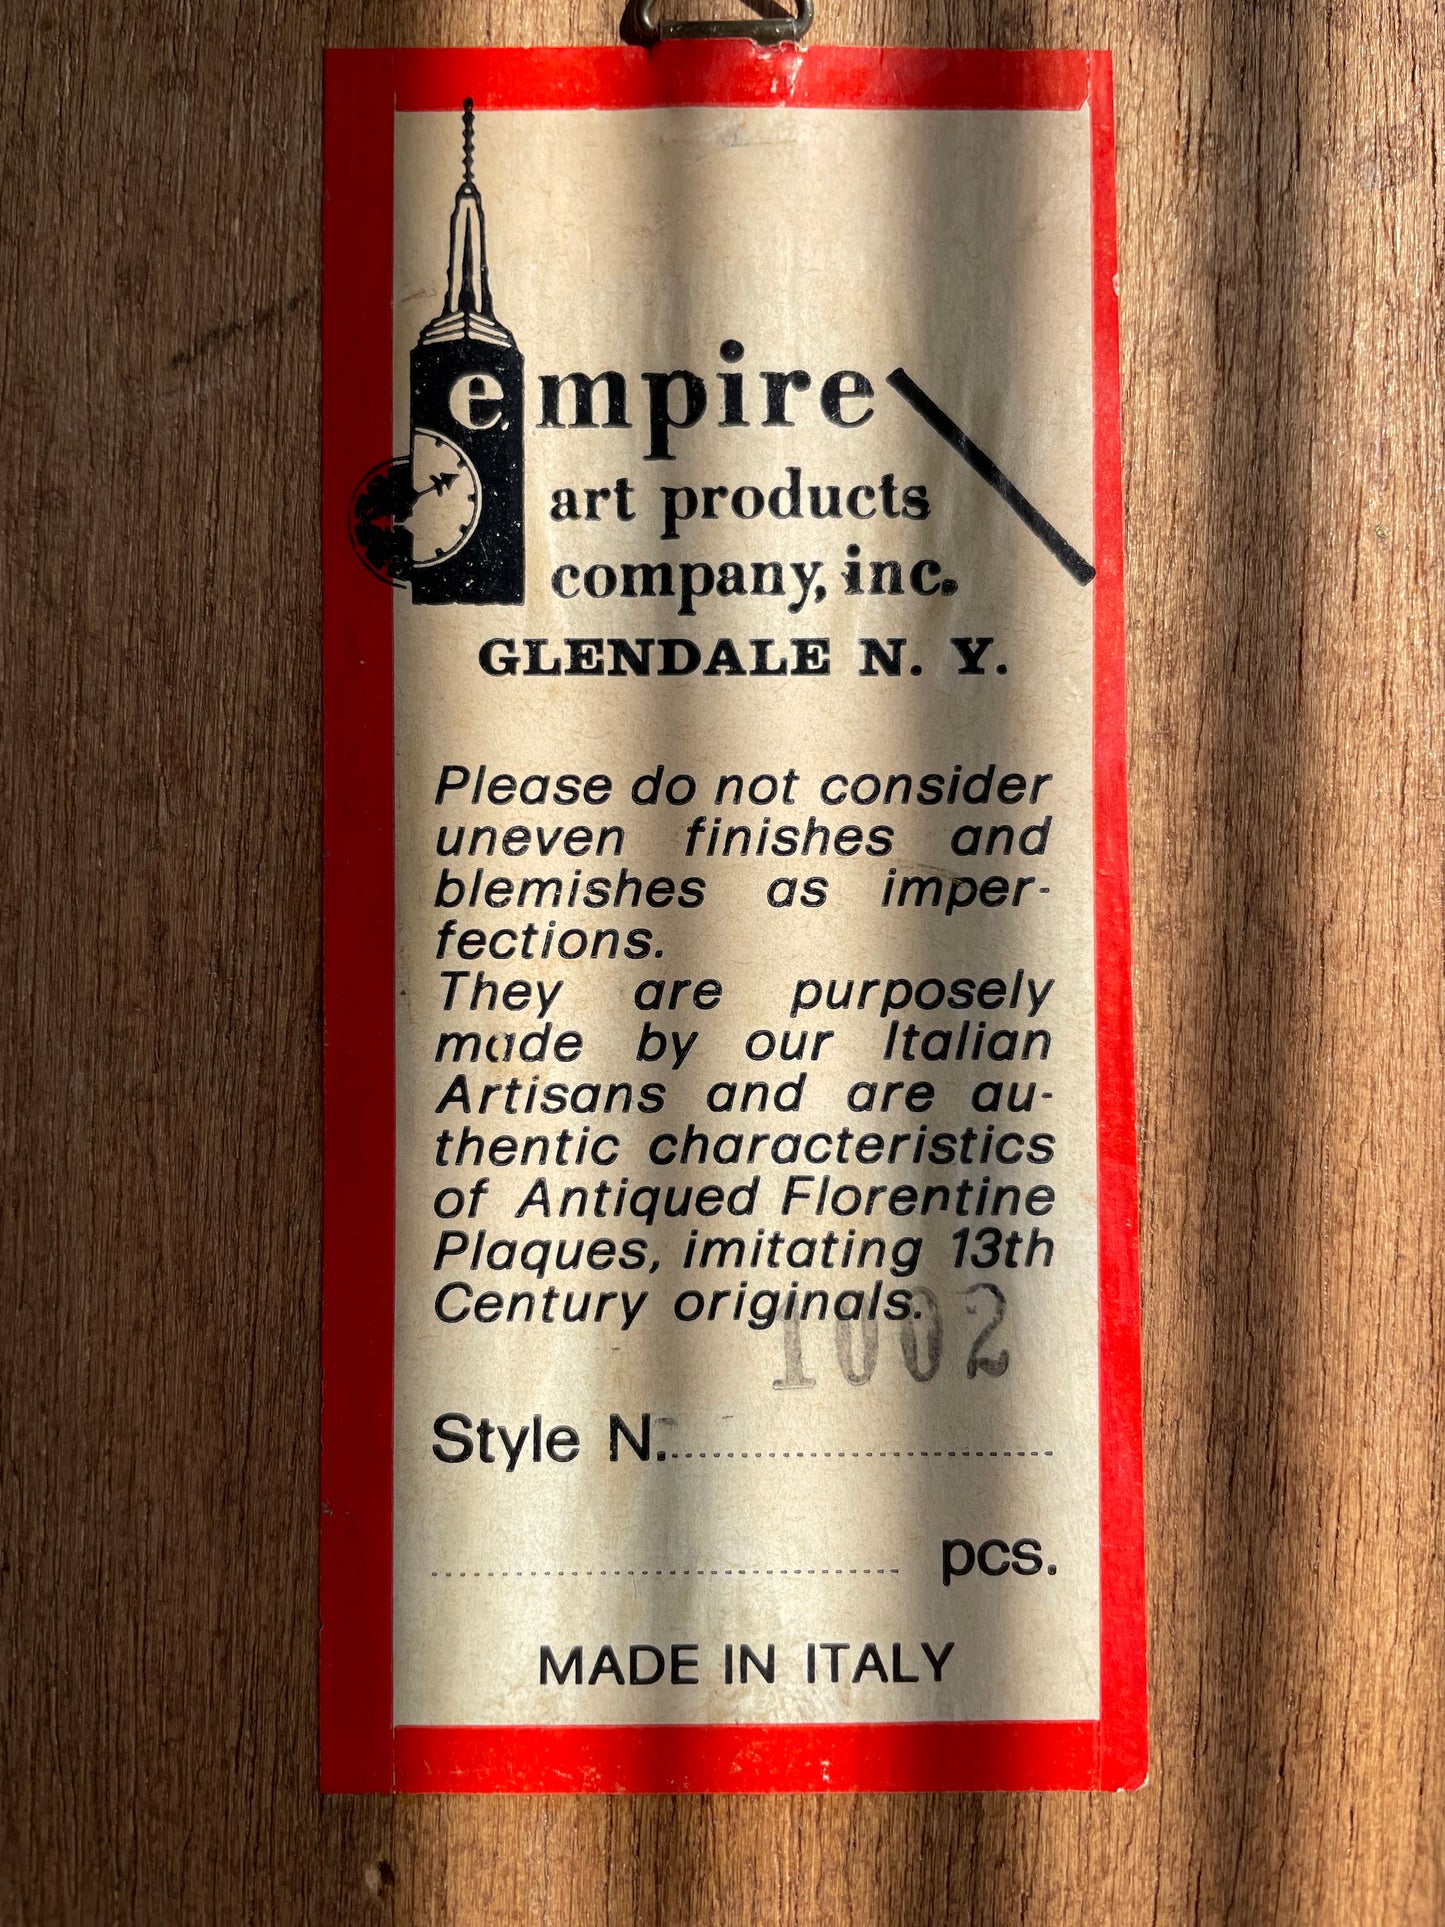 empire
art products
company, inc.
GLENDALE N. Y.
Please do not consider
uneven finishes and
blemishes as imper-
fections.
They are purposely
made by our Italian
Artisans and are au-
thentic characteristics
of Antiqued Florentine
Plaques, imitating 13th
Century originals.
1002
Style N.
pcs.
MADE IN ITALY